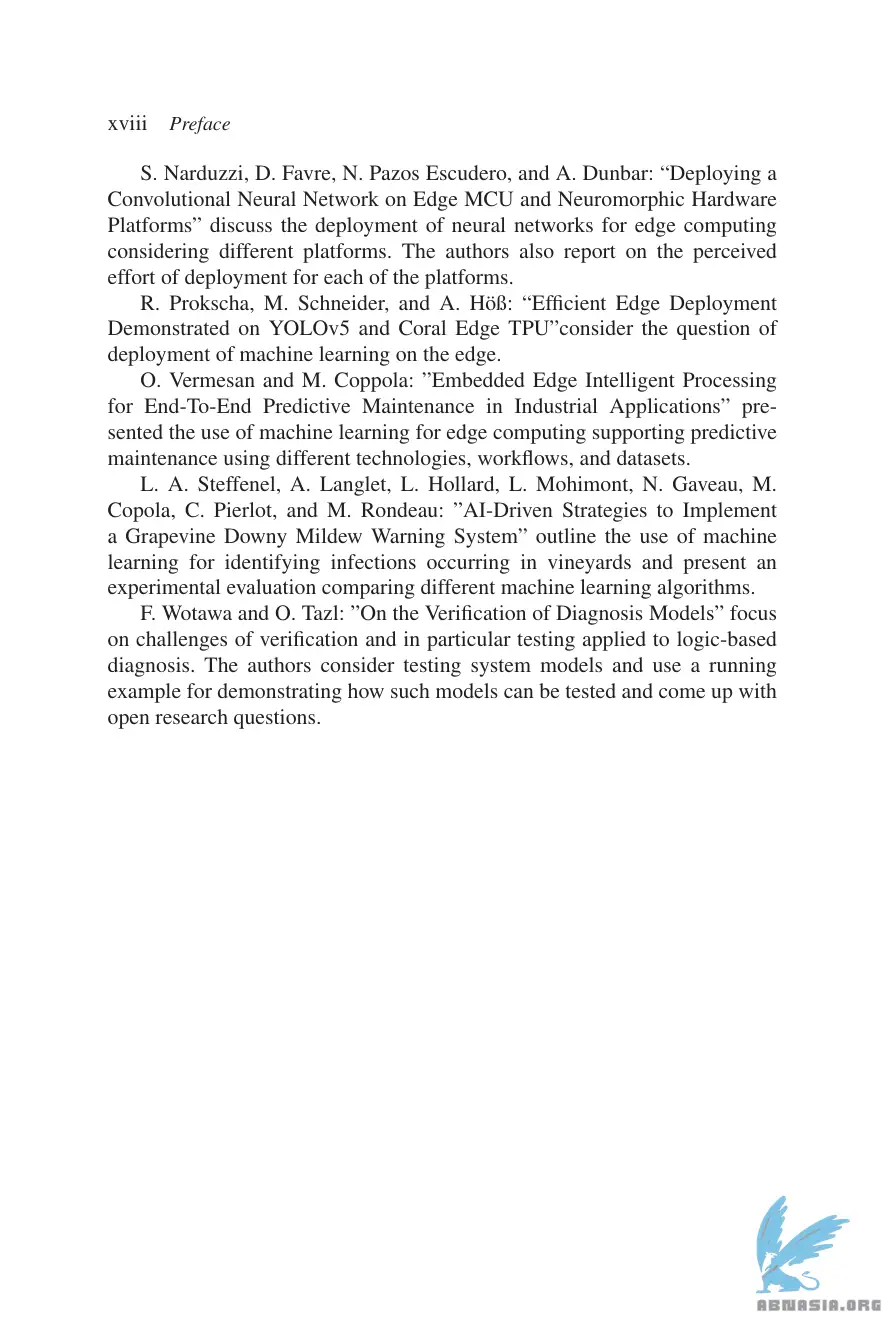 xviii Preface
S. Narduzzi, D. Favre, N. Pazos Escudero, and A. Dunbar: “Deploying a
Convolutional Neural Network on Edge MCU and Neuromorphic Hardware
Platforms” discuss the deployment of neural networks for edge computing
considering different platforms. The authors also report on the perceived
effort of deployment for each of the platforms.
R. Prokscha, M. Schneider, and A. Höß: “Efficient Edge Deployment
Demonstrated on YOLOv5 and Coral Edge TPU”consider the question of
deployment of machine learning on the edge.
O. Vermesan and M. Coppola: ”Embedded Edge Intelligent Processing
for End-To-End Predictive Maintenance in Industrial Applications” pre-
sented the use of machine learning for edge computing supporting predictive
maintenance using different technologies, workflows, and datasets.
L. A. Steffenel, A. Langlet, L. Hollard, L. Mohimont, N. Gaveau, M.
Copola, C. Pierlot, and M. Rondeau: ”AI-Driven Strategies to Implement
a Grapevine Downy Mildew Warning System” outline the use of machine
learning for identifying infections occurring in vineyards and present an
experimental evaluation comparing different machine learning algorithms.
F. Wotawa and O. Tazl: ”On the Verification of Diagnosis Models” focus
on challenges of verification and in particular testing applied to logic-based
diagnosis. The authors consider testing system models and use a running
example for demonstrating how such models can be tested and come up with
open research questions.
ABNASIA.ORG